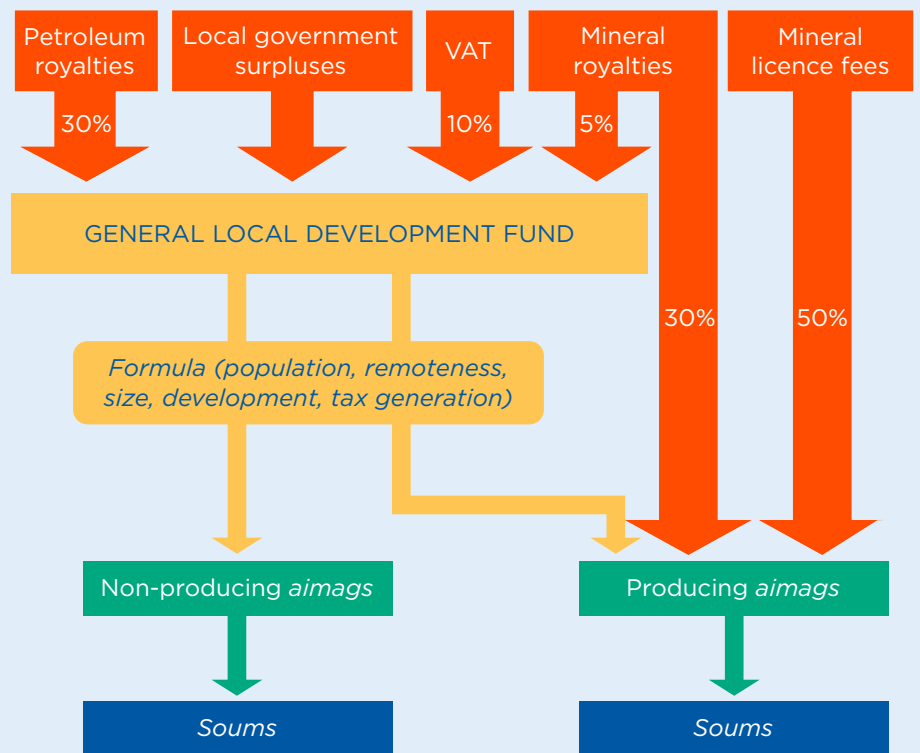 Petroleum
royalties
Local government
surpluses
VAT
Mineral
royalties
Mineral
licence fees
30%
10%
5%
GENERAL LOCAL DEVELOPMENT FUND
30%
50%
Formula (population, remoteness,
size, development, tax generation)
Non-producing aimags
Producing aimags
Soums
Soums